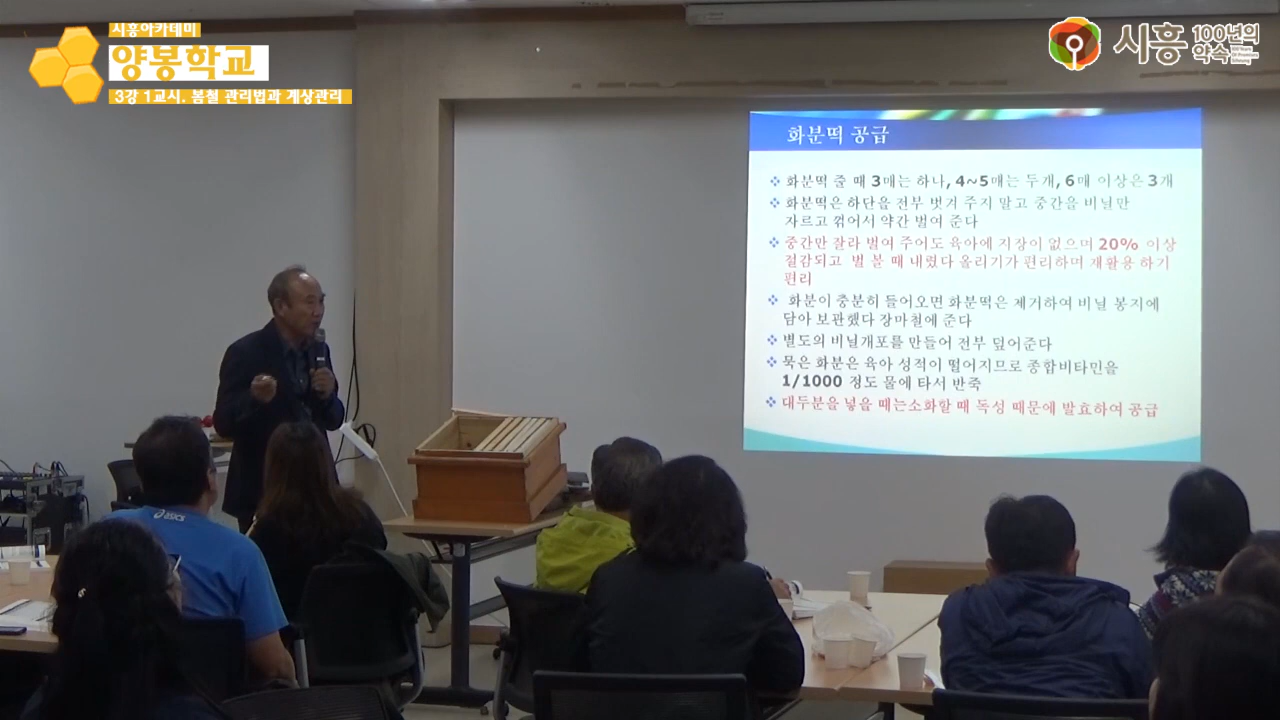 시흥아카데미
양봉학교
3강 1교시. 봄철 관리법과 계상관리
시흥 100년의
약속
화분떡 공급
화분떡 줄 때 3매는 하나, 4~5매는 두개, 6매 이상은 3개
화분떡은 하단을 전부 벗겨 주지 말고 중간을 비닐만
자르고 꺾어서 약간 벌여 준다
중간만 잘라 벌여 주어도 육아에 지장이 없으며 20% 이상
절감되고 벌 볼 때 내렸다 올리기가 편리하며 재활용 하기
편리
화분이 충분히 들어오면 화분떡은 제거하여 비닐 봉지에
담아 보관했다 장마철에 준다
별도의 비닐개포를 만들어 전부 덮어준다
묵은 화분은 육아 성적이 떨어지므로 종합비타민을
1/1000 정도 물에 타서 반죽
대두분을 넣을 때는소화할 때 독성 때문에 발효하여 공급
asics